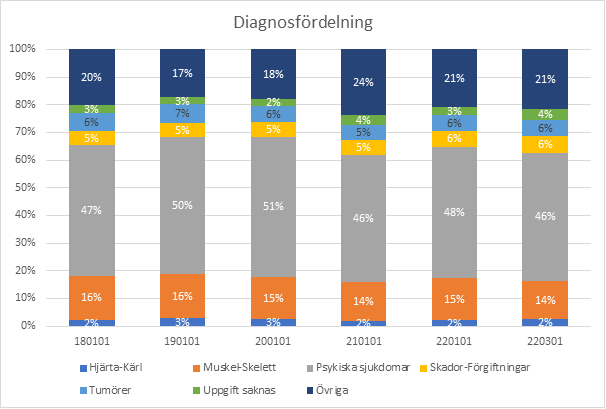 Diagnosfördelning
100%
90%
80%
70%
60%
50%
40%
30%
20%
10%
0%
20% 17% 18% 24% 21% 21%
3% 3% 2% 4% 3% 4%
6% 7% 6% 5% 6% 6%
5% 5% 5% 5% 6% 6%
47% 50% 51% 46% 48% 46%
16% 16% 15% 14% 15% 14%
2% 3% 3% 2% 2% 2%
180101 190101 200101 210101 220101 220301
Hjärta-Kärl Muskel-Skelett Psykiska sjukdomar Skador-Förgiftningar
Tumörer Uppgift saknas Övriga